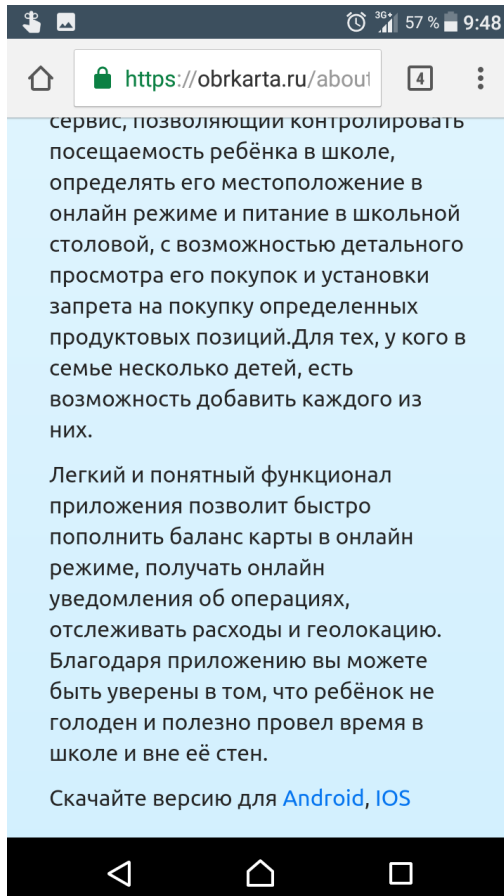 3G+ 57 % 9:48
https://obrkarta.ru/about 4
сервис, позволяющий контролировать
посещаемость ребёнка в школе,
определять его местоположение в
онлайн режиме и питание в школьной
столовой, с возможностью детального
просмотра его покупок и установки
запрета на покупку определенных
продуктовых позиций.Для тех, у кого в
семье несколько детей, есть
возможность добавить каждого из
них.
Легкий и понятный функционал
приложения позволит быстро
пополнить баланс карты в онлайн
режиме, получать онлайн
уведомления об операциях,
отслеживать расходы и геолокацию.
Благодаря приложению вы можете
быть уверены в том, что ребёнок не
голоден и полезно провел время в
школе и вне её стен.
Скачайте версию для Android, IOS